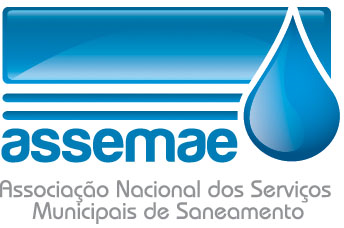 assemae
Associação Nacional dos Serviços
Municipais de Saneamento